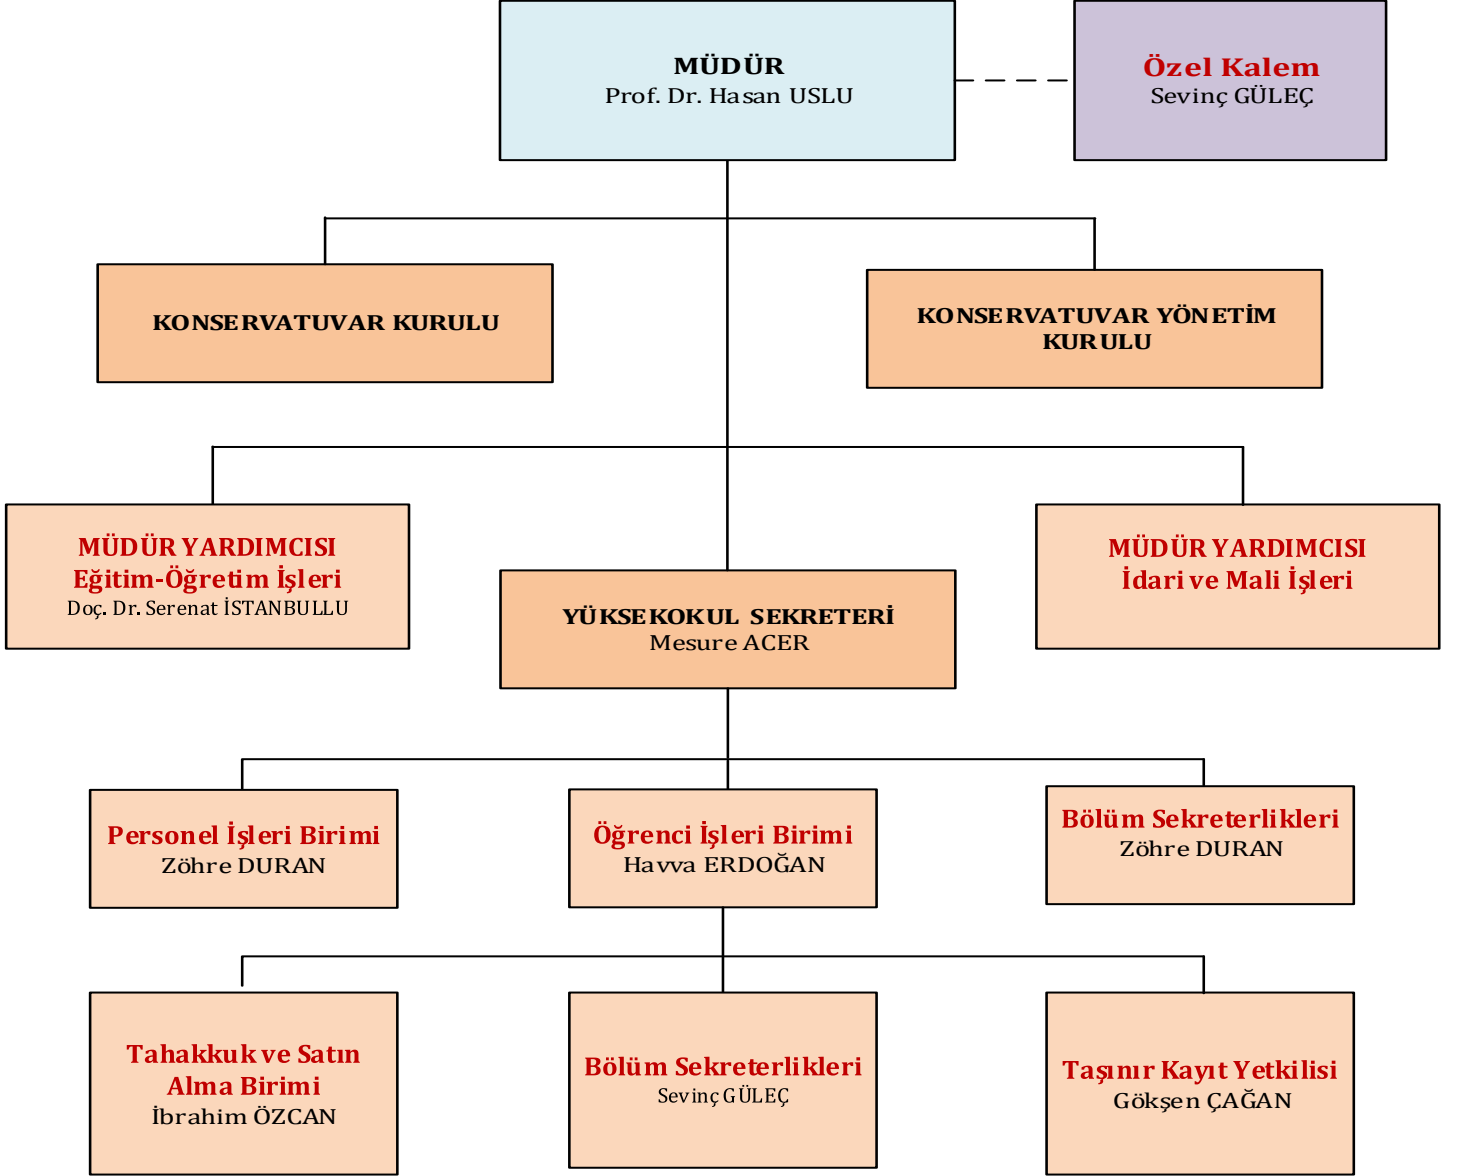 MÜDÜR
Prof. Dr. Hasan USLU
Özel Kalem
Sevinç GÜLEÇ
KONSERVATUVAR KURULU
KONSERVATUVAR YÖNETİM
KURULU
MÜDÜR YARDIMCISI
Eğitim-Öğretim İşleri
Doç. Dr. Serenat İSTANBULLU
MÜDÜR YARDIMCISI
İdari ve Mali İşleri
YÜKSEKOKUL SEKRETERİ
Mesure ACER
Personel İşleri Birimi
Zöhre DURAN
Öğrenci İşleri Birimi
Havva ERDOĞAN
Bölüm Sekreterlikleri
Zöhre DURAN
Tahakkuk ve Satın
Alma Birimi
İbrahim ÖZCAN
Bölüm Sekreterlikleri
Sevinç GÜLEÇ
Taşınır Kayıt Yetkilisi
Gökşen ÇAĞAN